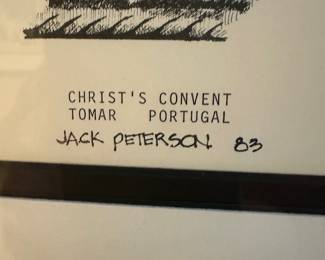 CHRIST'S CONVENT
TOMAR PORTUGAL
JACK PETERSON 83